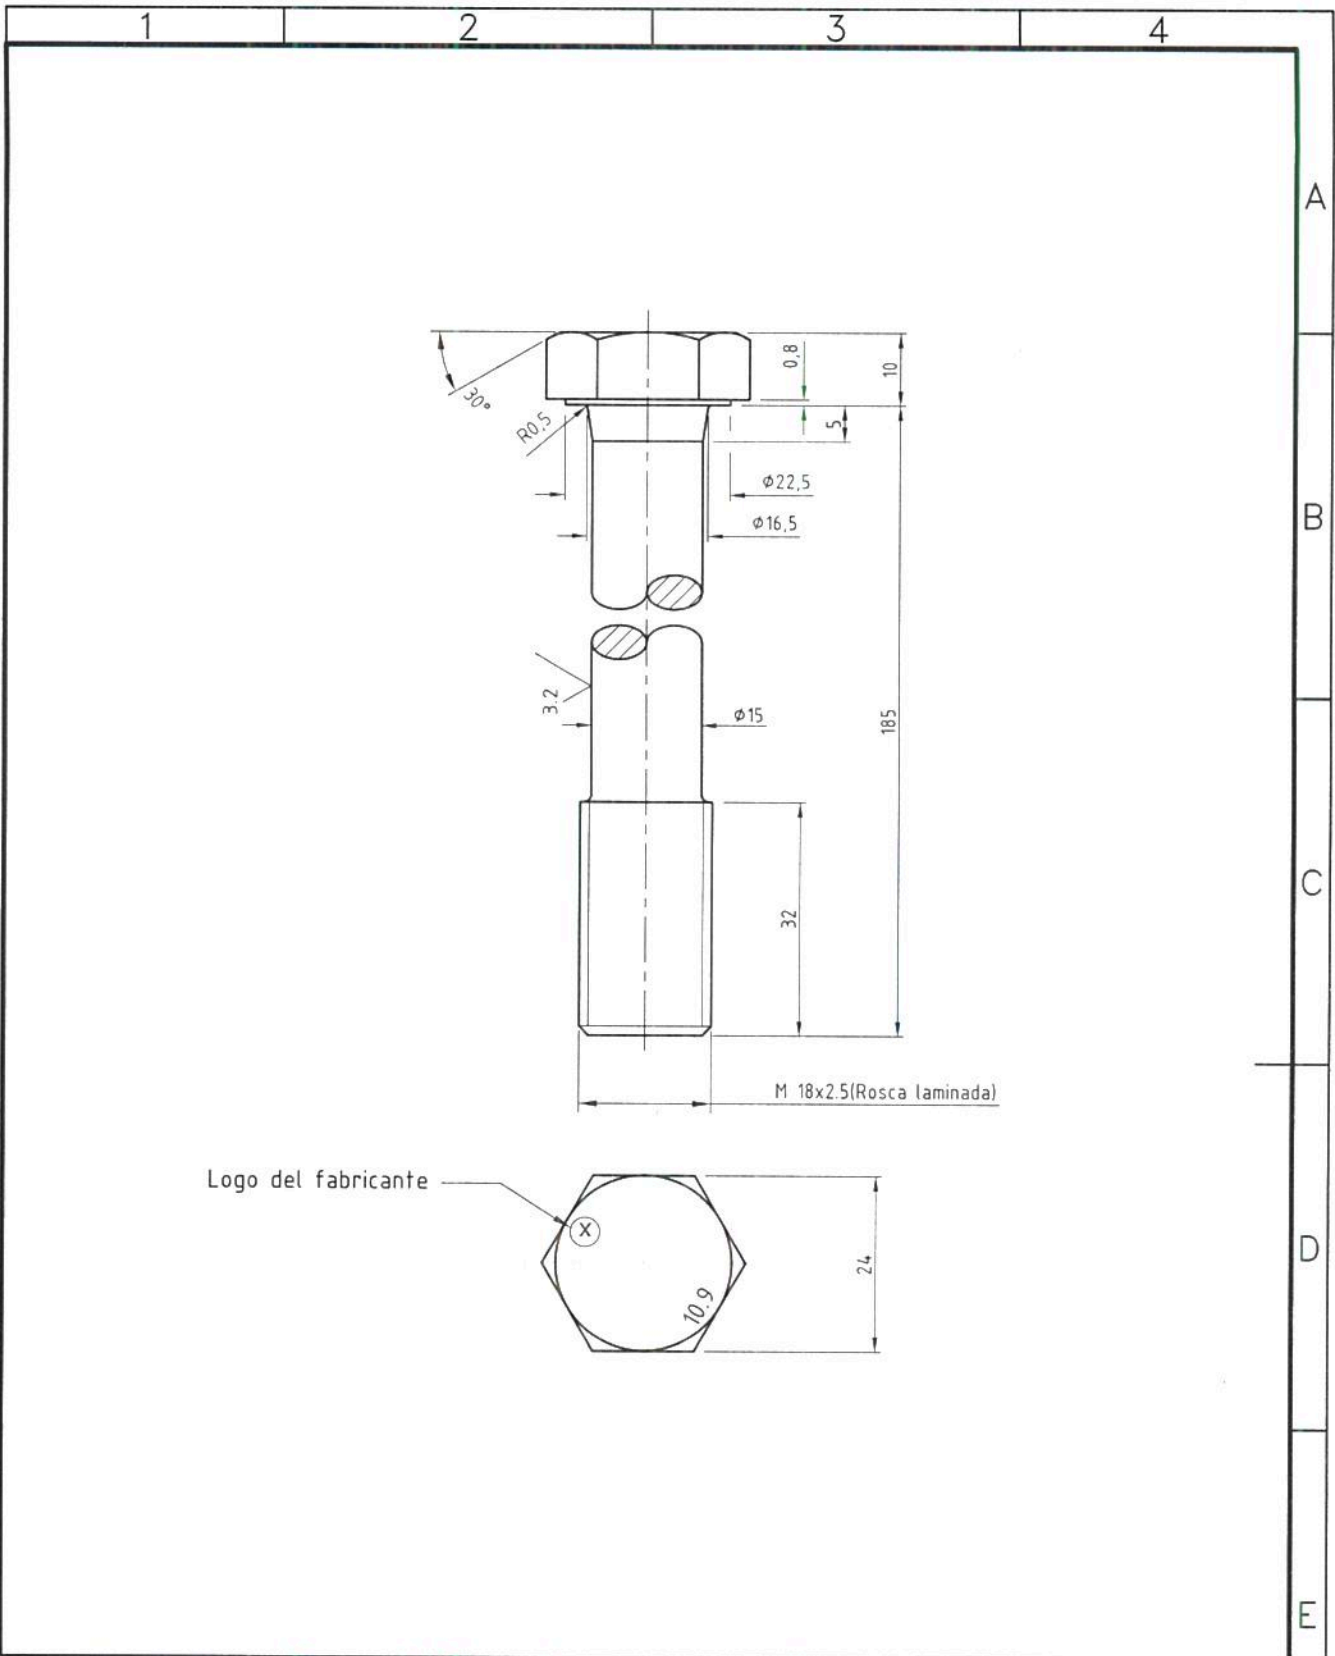 1 2 3 4
A
B
C
D
E
30°
R0,5
0,8
10
5
Ø22,5
Ø16,5
3.2
Ø15
185
32
M 18x2.5(Rosca laminada)
Logo del fabricante
X
10.9
24